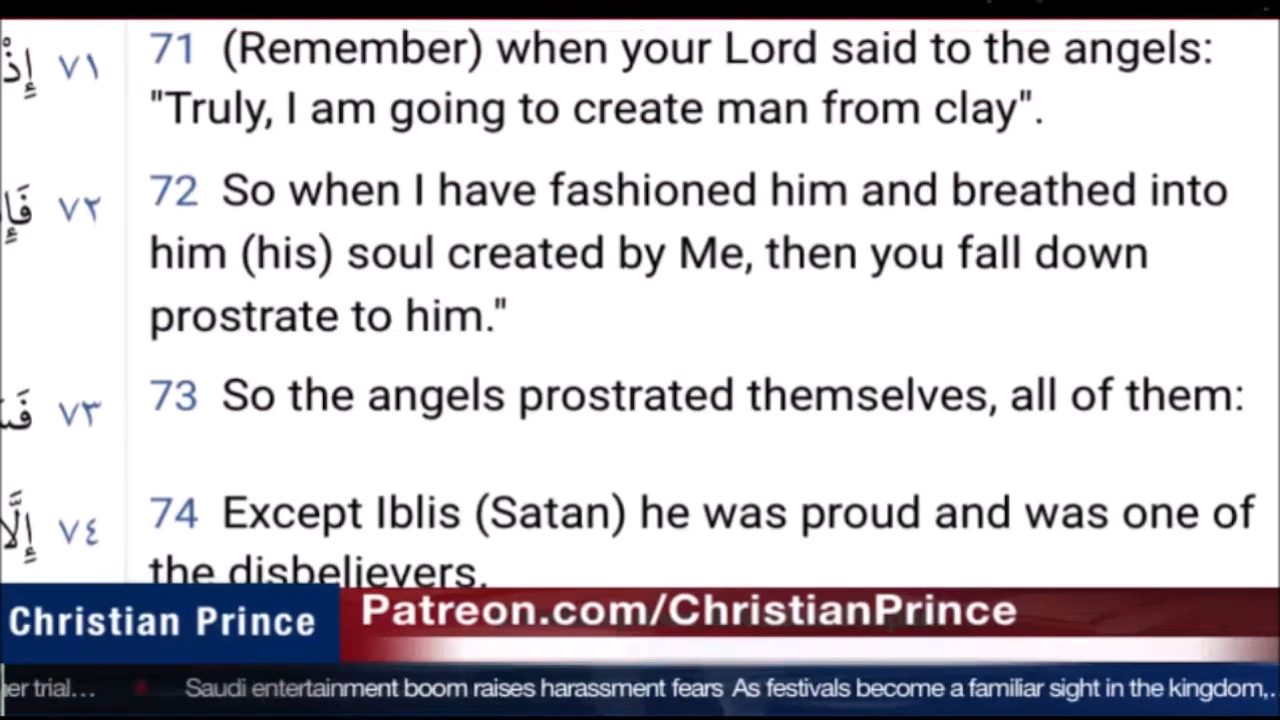 71 (Remember) when your Lord said to the angels:
"Truly, I am going to create man from clay".
٧١
72 So when I have fashioned him and breathed into
him (his) soul created by Me, then you fall down
prostrate to him."
٧٢
73 So the angels prostrated themselves, all of them:
٧٣
74 Except Iblis (Satan) he was proud and was one of
the disbelievers.
٧٤
Christian Prince
Patreon.com/ChristianPrince
er trial... Saudi entertainment boom raises harassment fears As festivals become a familiar sight in the kingdom,.